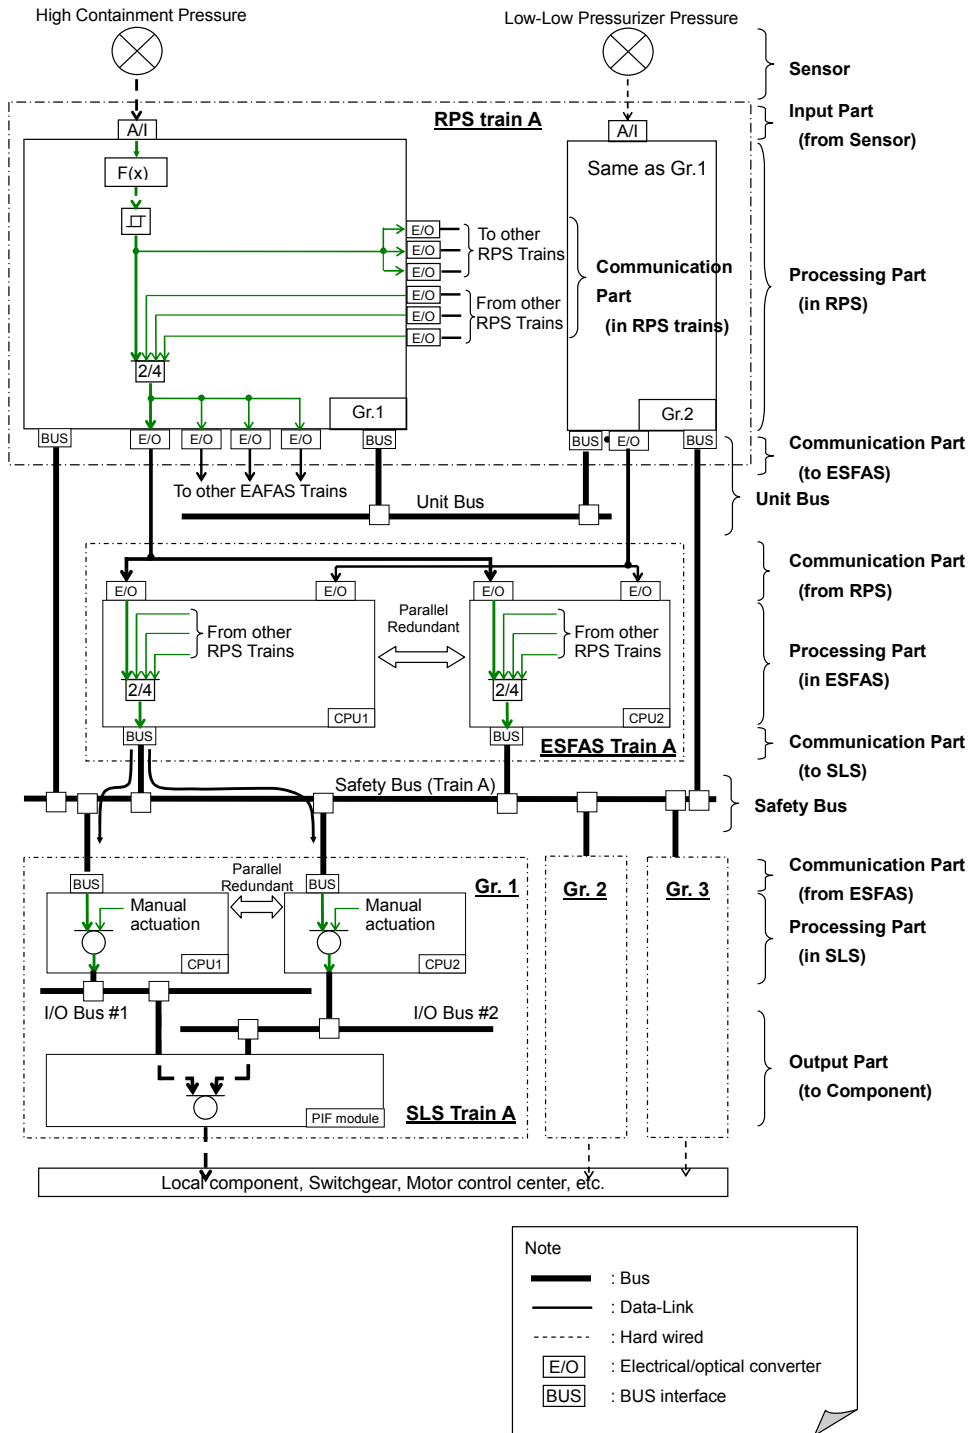 High Containment Pressure
Low-Low Pressurizer Pressure
Sensor
RPS train A
Input Part
(from Sensor)
A/I
A/I
F(x)
Same as Gr.1
E/O
E/O
E/O
To other
RPS Trains
Communication
Part
(in RPS trains)
Processing Part
(in RPS)
E/O
E/O
E/O
From other
RPS Trains
2/4
Gr.1
Gr.2
BUS
E/O
E/O
E/O
E/O
BUS
BUS
E/O
BUS
Communication Part
(to ESFAS)
To other EAFAS Trains
Unit Bus
Unit Bus
Communication Part
(from RPS)
E/O
E/O
E/O
E/O
From other
RPS Trains
Parallel
Redundant
From other
RPS Trains
Processing Part
(in ESFAS)
2/4
2/4
CPU1
CPU2
BUS
BUS
ESFAS Train A
Communication Part
(to SLS)
Safety Bus (Train A)
Safety Bus
Parallel
Redundant
Gr. 1
Gr. 2
Gr. 3
Communication Part
(from ESFAS)
BUS
BUS
Manual
actuation
Manual
actuation
Processing Part
(in SLS)
CPU1
CPU2
I/O Bus #1
I/O Bus #2
Output Part
(to Component)
PIF module
SLS Train A
Local component, Switchgear, Motor control center, etc.
Note
: Bus
: Data-Link
: Hard wired
E/O : Electrical/optical converter
BUS : BUS interface